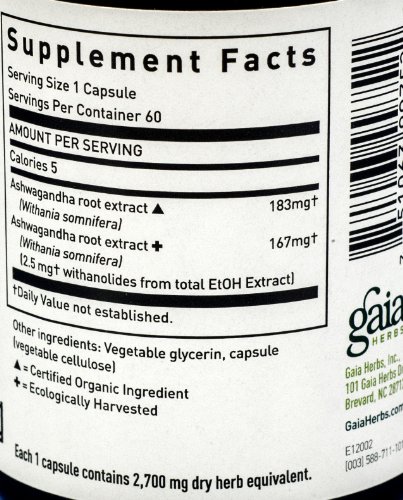 Supplement Facts
Serving Size 1 Capsule
Servings Per Container 60
AMOUNT PER SERVING
Calories 5
Ashwagandha root extract ▲ 183mg†
(Withania somnifera)
Ashwagandha root extract ✚ 167mg†
(Withania somnifera)
(2.5mg† withanolides from total EtOH Extract)
†Daily Value not established.
Other ingredients: Vegetable glycerin, capsule
(vegetable cellulose)
▲=Certified Organic Ingredient
✚=Ecologically Harvested
Each 1 capsule contains 2,700 mg dry herb equivalent.
gaia
HERBS
Gaia Herbs, Inc.,
101 Gaia Herbs
Brevard, NC
GaiaHerbs.com
E12002